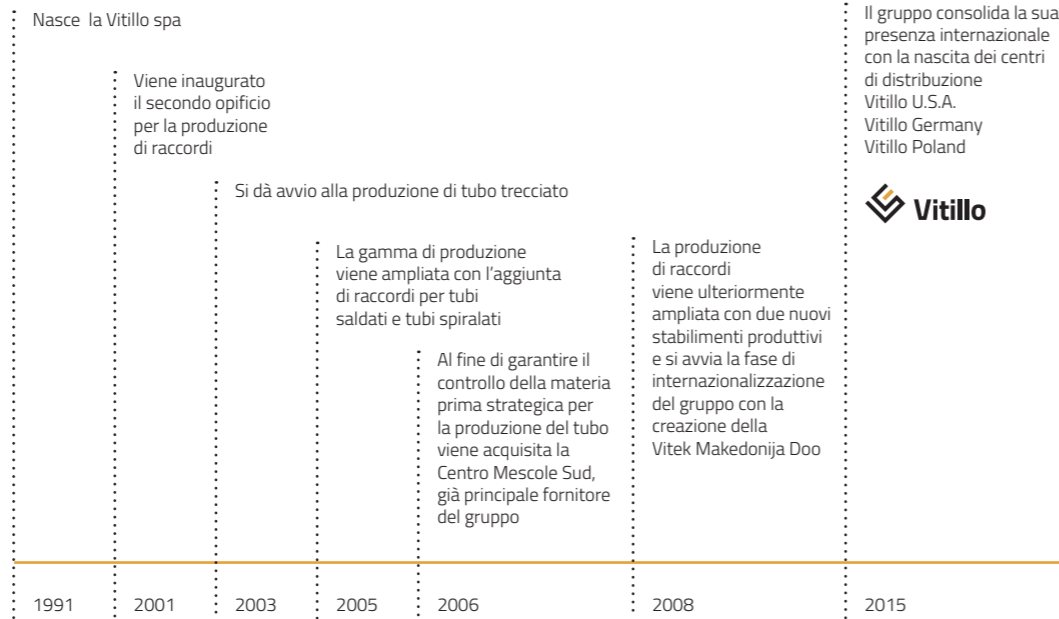 Nasce la Vitillo spa
Viene inaugurato
il secondo opificio
per la produzione
di raccordi
Si dà avvio alla produzione di tubo trecciato
La gamma di produzione
viene ampliata con l'aggiunta
di raccordi per tubi
saldati e tubi spiralati
Al fine di garantire il
controllo della materia
prima strategica per
la produzione del tubo
viene acquisita la
Centro Mescole Sud,
già principale fornitore
del gruppo
La produzione
di raccordi
viene ulteriormente
ampliata con due nuovi
stabilimenti produttivi
e si avvia la fase di
internazionalizzazione
del gruppo con la
creazione della
Vitek Makedonija Doo
Il gruppo consolida la sua
presenza internazionale
con la nascita dei centri
di distribuzione
Vitillo U.S.A.
Vitillo Germany
Vitillo Poland
Vitillo
1991 2001 2003 2005 2006 2008 2015